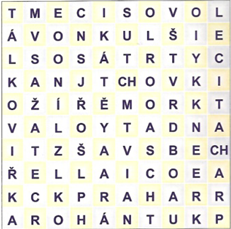 T M E C I S O V O L
Á V O N K U L Š I E
L S O S Á T R T Y C
K A N J T CH O V K I
O Ž Í Ř Ě M O R K T
V A L O Y T A D N A
I T Z Š A V S B E CH
Ř E L L A I C O E A
K C K P R A H A R R
A R O H Á N T U K P